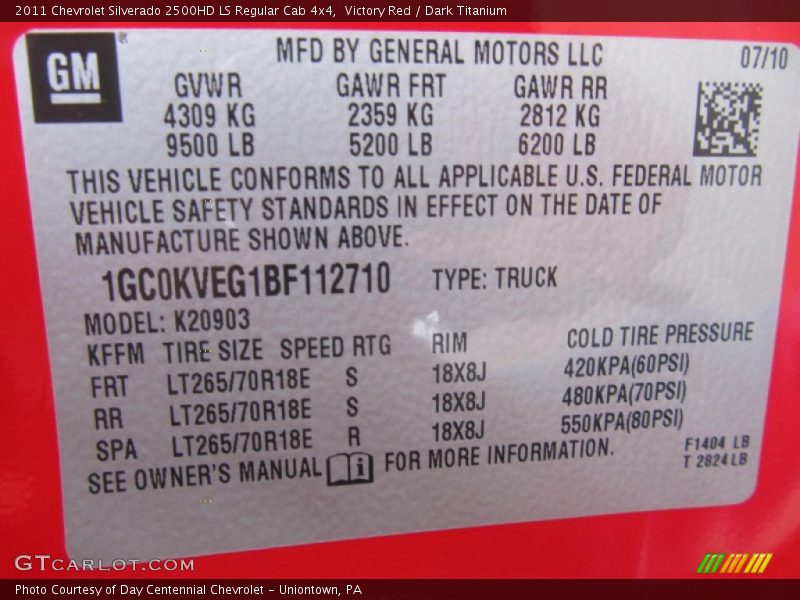 2011 Chevrolet Silverado 2500HD LS Regular Cab 4x4, Victory Red / Dark Titanium
GM
MFD BY GENERAL MOTORS LLC 07/10
GVWR GAWR FRT GAWR RR
4309 KG 2359 KG 2812 KG
9500 LB 5200 LB 6200 LB
THIS VEHICLE CONFORMS TO ALL APPLICABLE U.S. FEDERAL MOTOR
VEHICLE SAFETY STANDARDS IN EFFECT ON THE DATE OF
MANUFACTURE SHOWN ABOVE.
1GC0KVEG1BF112710 TYPE: TRUCK
MODEL: K20903
KFFM TIRE SIZE SPEED RTG RIM COLD TIRE PRESSURE
FRT LT265/70R18E S 18X8J 420KPA(60PSI)
RR LT265/70R18E S 18X8J 480KPA(70PSI)
SPA LT265/70R18E R 18X8J 550KPA(80PSI)
SEE OWNER'S MANUAL i FOR MORE INFORMATION.
F1404 LB
T 2824LB
GTCARLOT.COM
Photo Courtesy of Day Centennial Chevrolet - Uniontown, PA